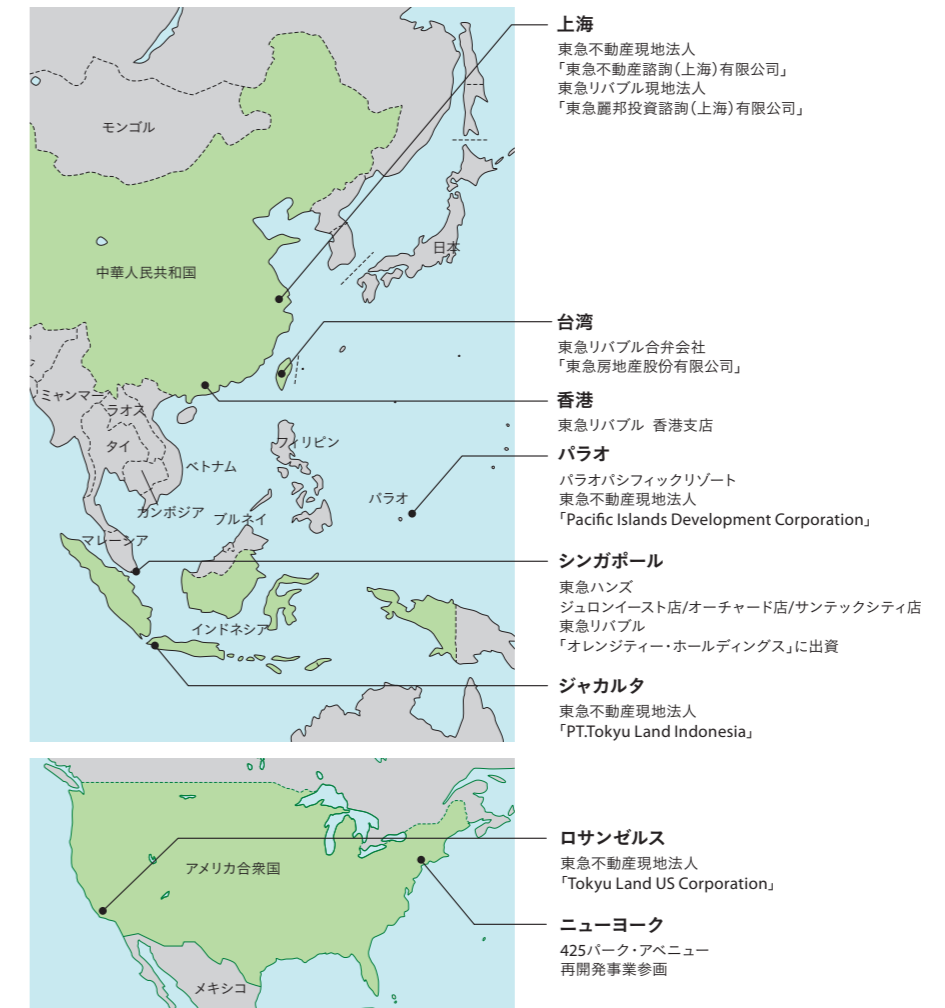 上海
東急不動産現地法人
「東急不動産諮詢(上海)有限公司」
東急リバブル現地法人
「東急麗邦投資諮詢(上海)有限公司」
モンゴル
日本
中華人民共和国
台湾
東急リバブル合弁会社
「東急房地産股份有限公司」
香港
東急リバブル 香港支店
ミャンマー
ラオス
タイ
ベトナム
カンボジア
フィリピン
ブルネイ
マレーシア
インドネシア
パラオ
パラオ
パラオパシフィックリゾート
東急不動産現地法人
「Pacific Islands Development Corporation」
シンガポール
東急ハンズ
ジュロンイースト店/オーチャード店/サンテックシティ店
東急リバブル
「オレンジティー・ホールディングス」に出資
ジャカルタ
東急不動産現地法人
「PT.Tokyu Land Indonesia」
アメリカ合衆国
メキシコ
ロサンゼルス
東急不動産現地法人
「Tokyu Land US Corporation」
ニューヨーク
425パーク・アベニュー
再開発事業参画